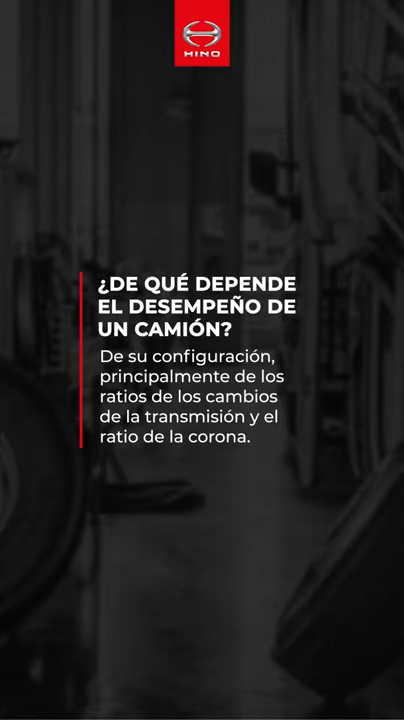 HINO
¿DE QUÉ DEPENDE
EL DESEMPEÑO DE
UN CAMIÓN?
De su configuración,
principalmente de los
ratios de los cambios
de la transmisión y el
ratio de la corona.